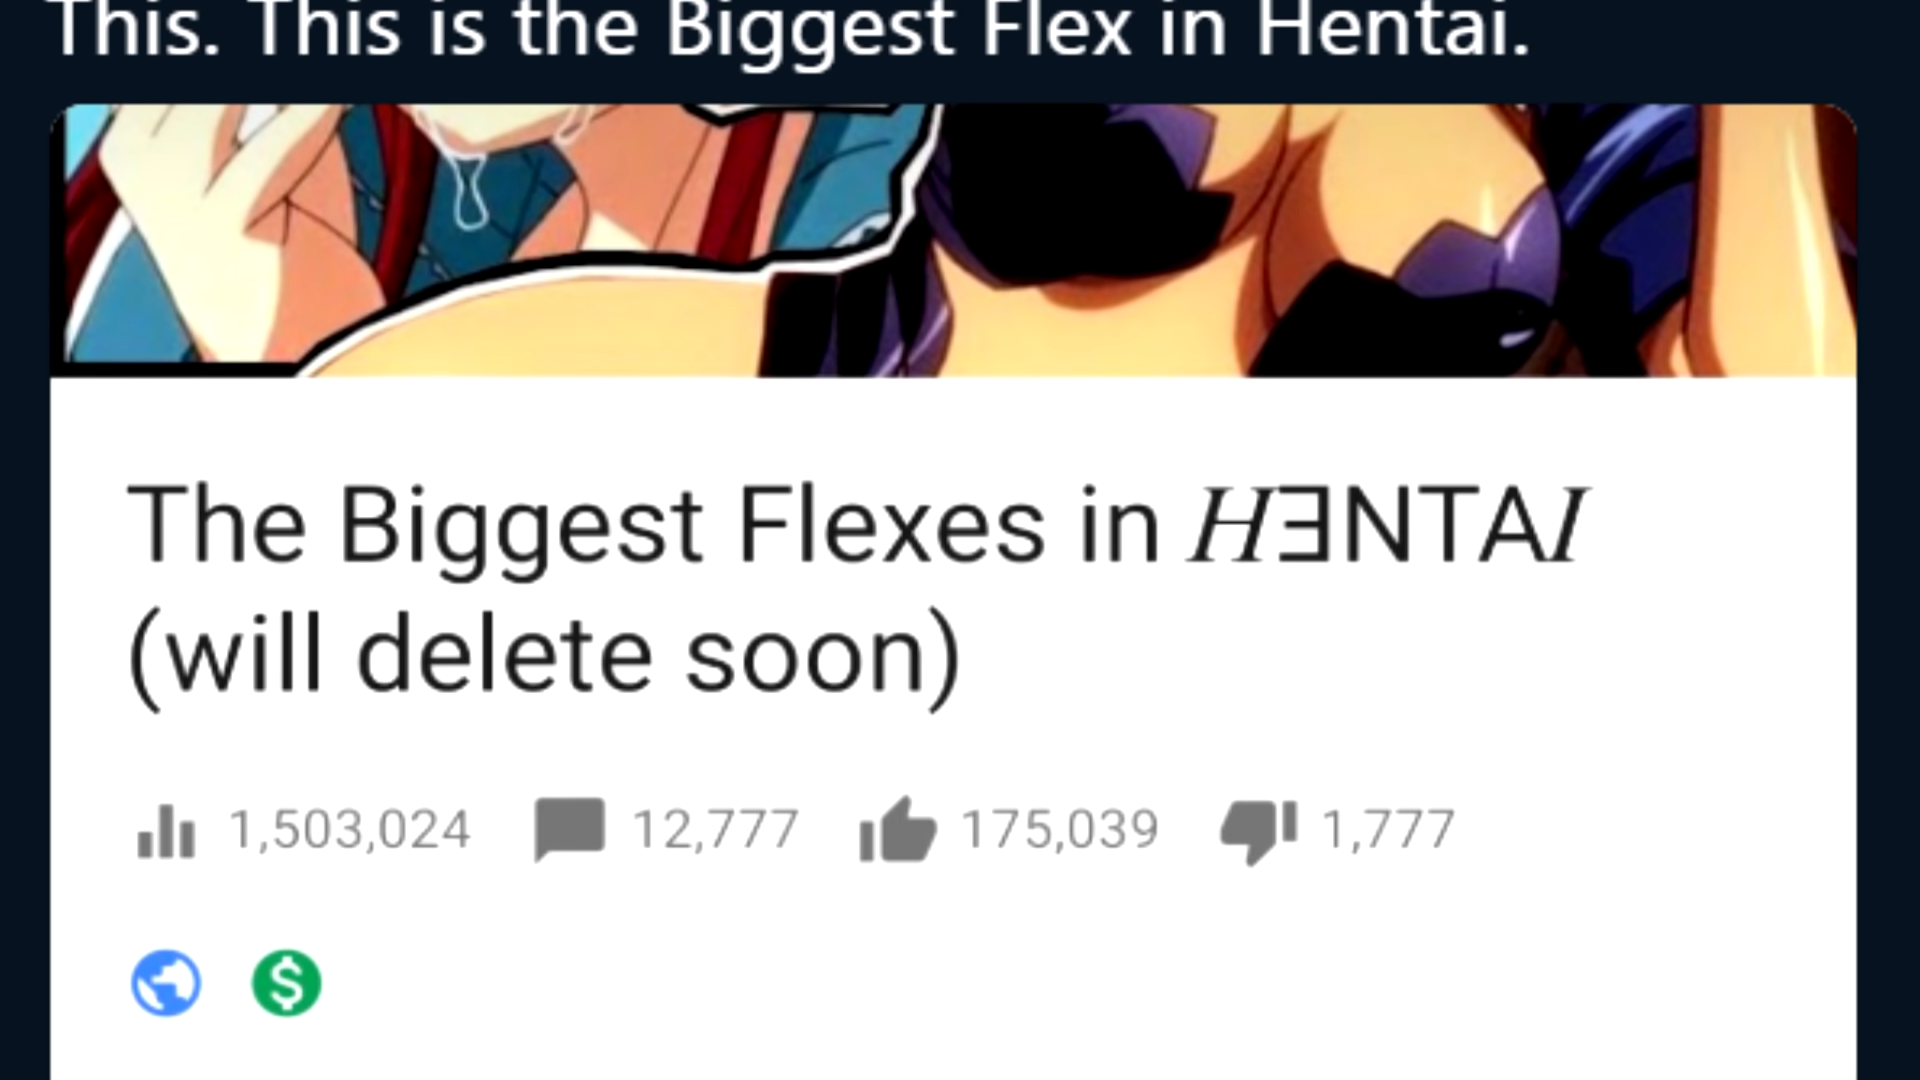 This. This is the Biggest Flex in Hentai.
The Biggest Flexes in 𝐻ƎNTA𝐼
(will delete soon)
1,503,024 12,777 175,039 1,777
$